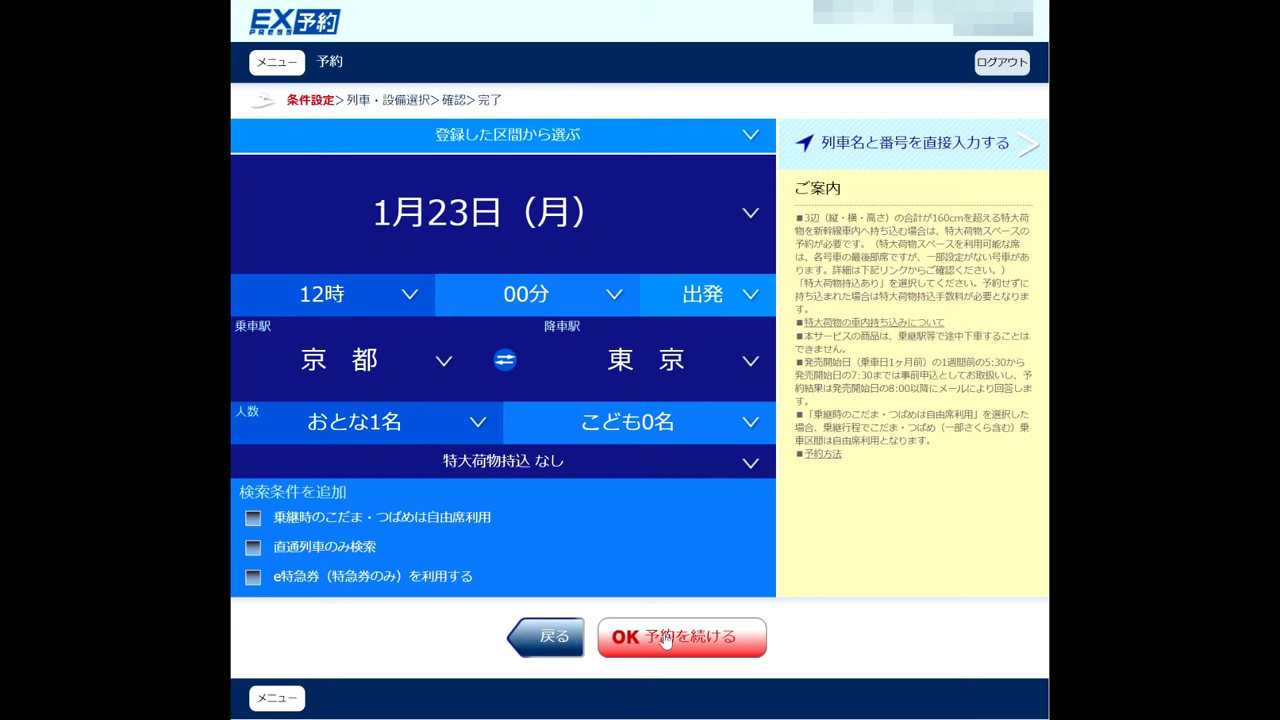 EX予約
PRESS
メニュー 予約 ログアウト
条件設定>列車・設備選択>確認>完了
登録した区間から選ぶ
1月23日（月）
12時 00分 出発
乗車駅 降車駅
京 都 東 京
人数
おとな1名 こども0名
特大荷物持込 なし
検索条件を追加
乗継時のこだま・つばめは自由席利用
直通列車のみ検索
e特急券（特急券のみ）を利用する
列車名と番号を直接入力する
ご案内
■3辺（縦・横・高さ）の合計が160cmを超える特大荷
物を新幹線車内へ持ち込む場合は、特大荷物スペースの
予約が必要です。（特大荷物スペースを利用可能な席
は、各号車の最後部席ですが、一部設定がない号車があ
ります。詳細は下記リンクからご確認ください。）
「特大荷物持込あり」を選択してください。予約せずに
持ち込まれた場合は特大荷物持込手数料が必要となりま
す。
■特大荷物の車内持ち込みについて
■本サービスの商品は、乗継駅等で途中下車することは
できません。
■発売開始日（乗車日1ヶ月前）の1週間前の5:30から
発売開始日の7:30までは事前申込としてお取扱いし、予
約結果は発売開始日の8:00以降にメールにより回答しま
す。
■「乗継時のこだま・つばめは自由席利用」を選択した
場合、乗継行程でこだま・つばめ（一部さくら含む）乗
車区間は自由席利用となります。
■予約方法
戻る OK 予約を続ける
メニュー